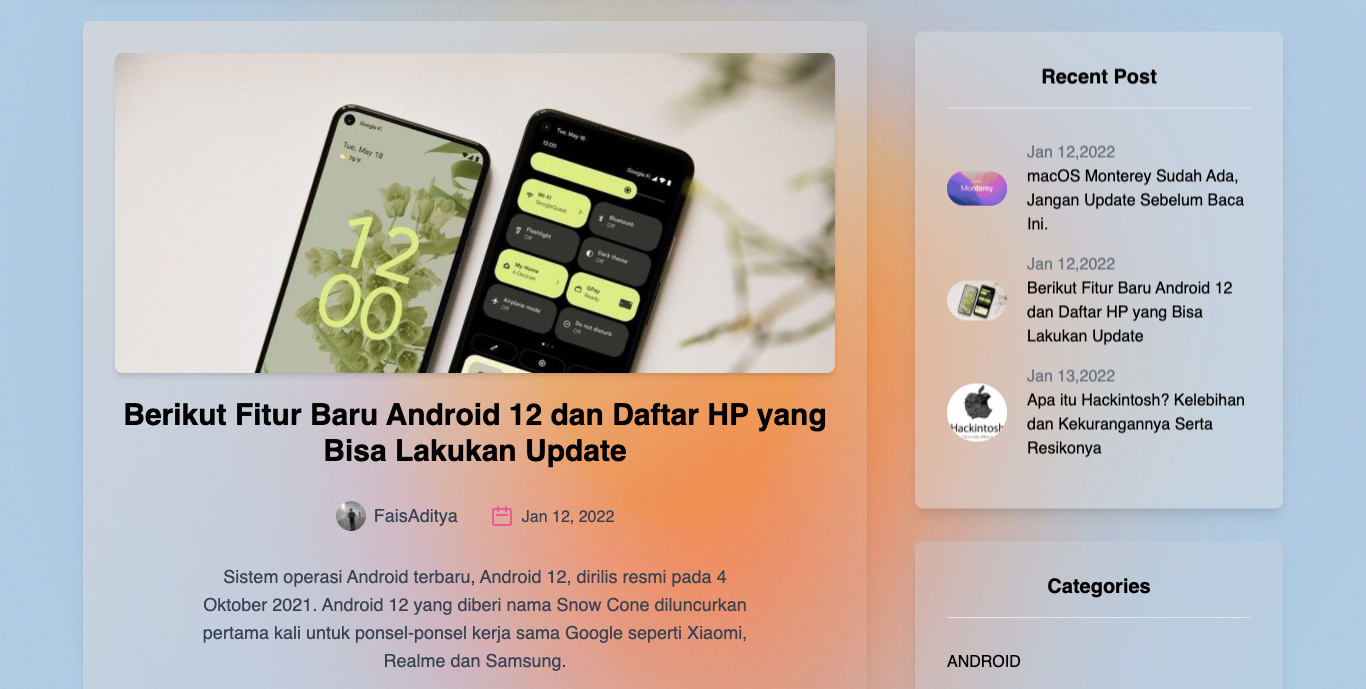 Google Fi
Tue, May 18
76°F
12
00
Tue, May 18
12:00
Google Fi
Wi-Fi
GoogleGuest
Bluetooth
Off
Flashlight
Off
Dark theme
Off
My Home
6 Devices
GPay
Ready
Airplane mode
Off
Do not disturb
Off
Berikut Fitur Baru Android 12 dan Daftar HP yang
Bisa Lakukan Update
FaisAditya
Jan 12, 2022
Sistem operasi Android terbaru, Android 12, dirilis resmi pada 4
Oktober 2021. Android 12 yang diberi nama Snow Cone diluncurkan
pertama kali untuk ponsel-ponsel kerja sama Google seperti Xiaomi,
Realme dan Samsung.
Recent Post
Jan 12,2022
Monterey
macOS Monterey Sudah Ada,
Jangan Update Sebelum Baca
Ini.
Jan 12,2022
Berikut Fitur Baru Android 12
dan Daftar HP yang Bisa
Lakukan Update
Jan 13,2022
Hackintosh
Apa itu Hackintosh? Kelebihan
dan Kekurangannya Serta
Resikonya
Categories
ANDROID